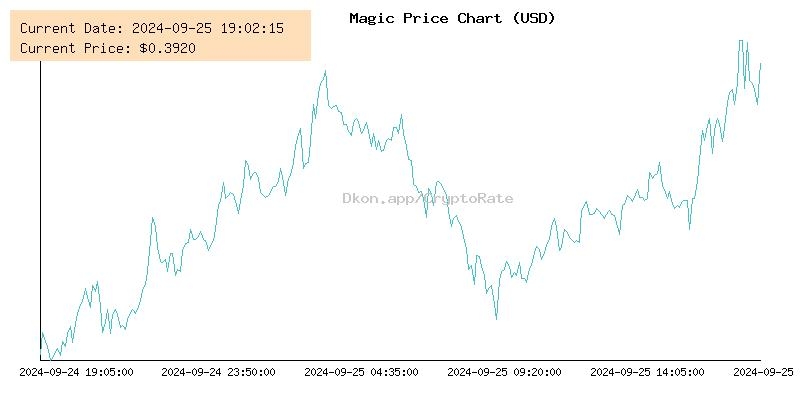 Magic Price Chart (USD)
Current Date: 2024-09-25 19:02:15
Current Price: $0.3920
Dkon.app/CryptoRate
2024-09-24 19:05:00 2024-09-24 23:50:00 2024-09-25 04:35:00 2024-09-25 09:20:00 2024-09-25 14:05:00 2024-09-25